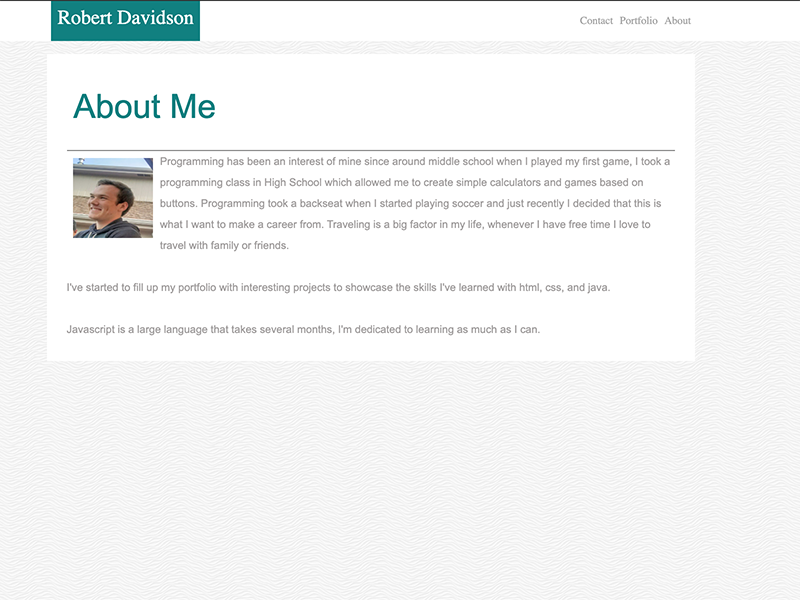 Robert Davidson
Contact Portfolio About
About Me
Programming has been an interest of mine since around middle school when I played my first game, I took a
programming class in High School which allowed me to create simple calculators and games based on
buttons. Programming took a backseat when I started playing soccer and just recently I decided that this is
what I want to make a career from. Traveling is a big factor in my life, whenever I have free time I love to
travel with family or friends.
I've started to fill up my portfolio with interesting projects to showcase the skills I've learned with html, css, and java.
Javascript is a large language that takes several months, I'm dedicated to learning as much as I can.